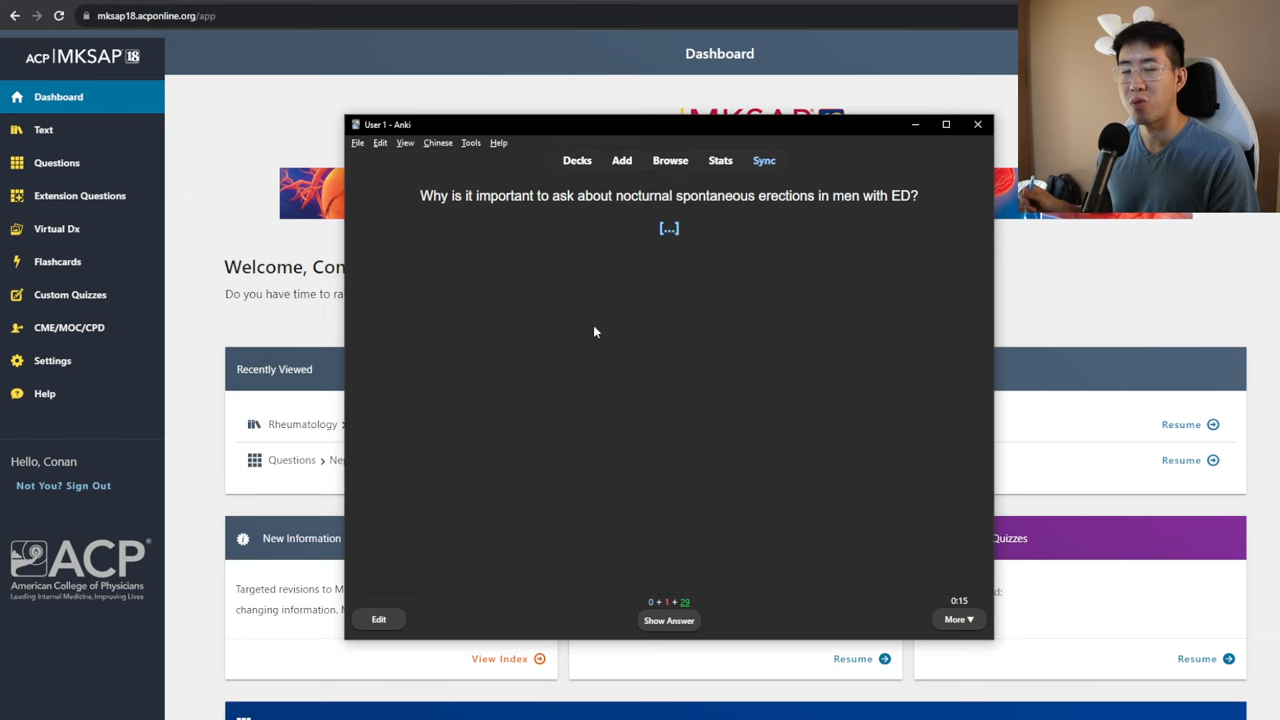 mksap18.acponline.org/app
ACP MKSAP® 18
Dashboard
Dashboard
Text
Questions
Extension Questions
Virtual Dx
Flashcards
Custom Quizzes
CME/MOC/CPD
Settings
Help
Hello, Conan
Not You? Sign Out
ACP®
American College of Physicians
Leading Internal Medicine, Improving Lives
MKSAP 18
Welcome, Con
Do you have time to ra
Recently Viewed
Rheumatology >
Resume
Questions > Ne
Resume
New Information
Quizzes
Targeted revisions to M
changing information.
View Index
Resume
Resume
User 1 - Anki
File Edit View Chinese Tools Help
Decks Add Browse Stats Sync
Why is it important to ask about nocturnal spontaneous erections in men with ED?
[...]
0 + 1 + 29
0:15
Edit
Show Answer
More ▼